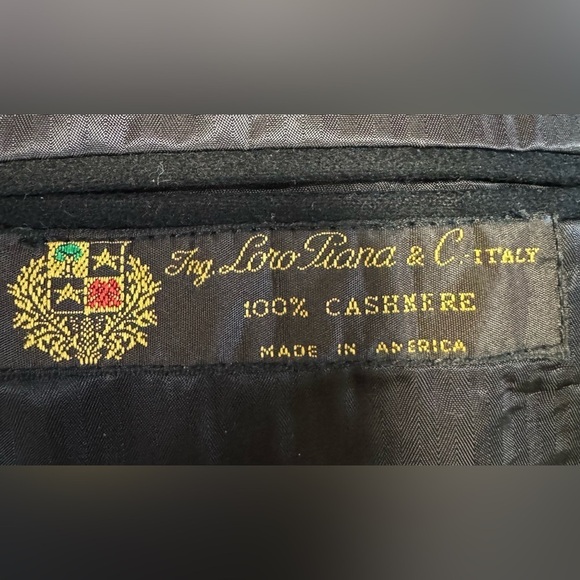 Ing. Loro Piana & C. - ITALY
100% CASHMERE
MADE IN AMERICA